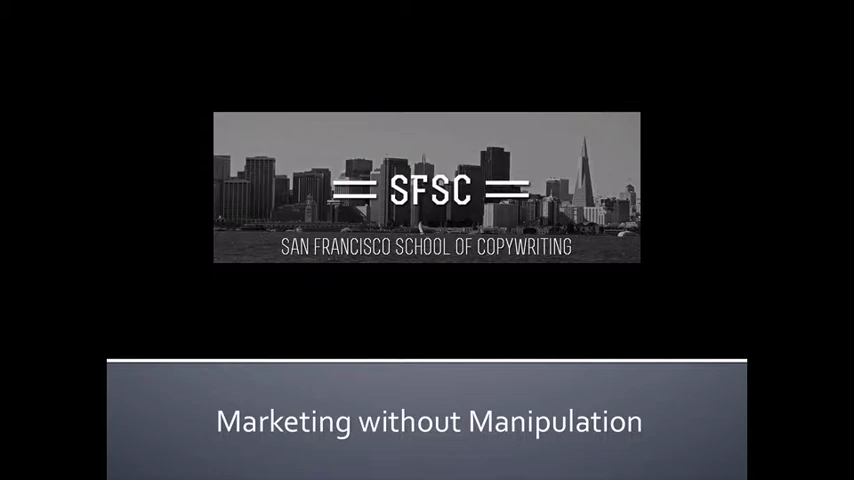 SFSC
SAN FRANCISCO SCHOOL OF COPYWRITING
Marketing without Manipulation